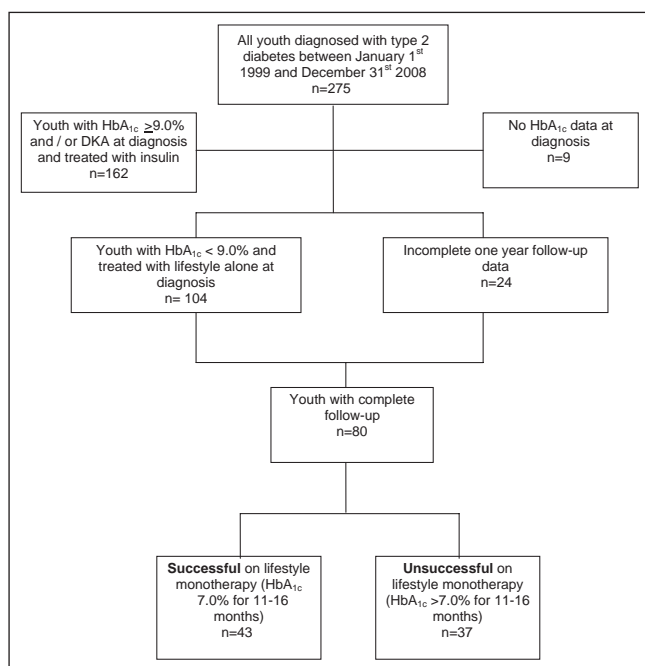 All youth diagnosed with type 2
diabetes between January 1st
1999 and December 31st 2008
n=275
Youth with HbA1c ≥9.0%
and / or DKA at diagnosis
and treated with insulin
n=162
No HbA1c data at
diagnosis
n=9
Youth with HbA1c < 9.0% and
treated with lifestyle alone at
diagnosis
n= 104
Incomplete one year follow-up
data
n=24
Youth with complete
follow-up
n=80
Successful on lifestyle
monotherapy (HbA1c
7.0% for 11-16
months)
n=43
Unsuccessful on
lifestyle monotherapy
(HbA1c >7.0% for 11-16
months)
n=37